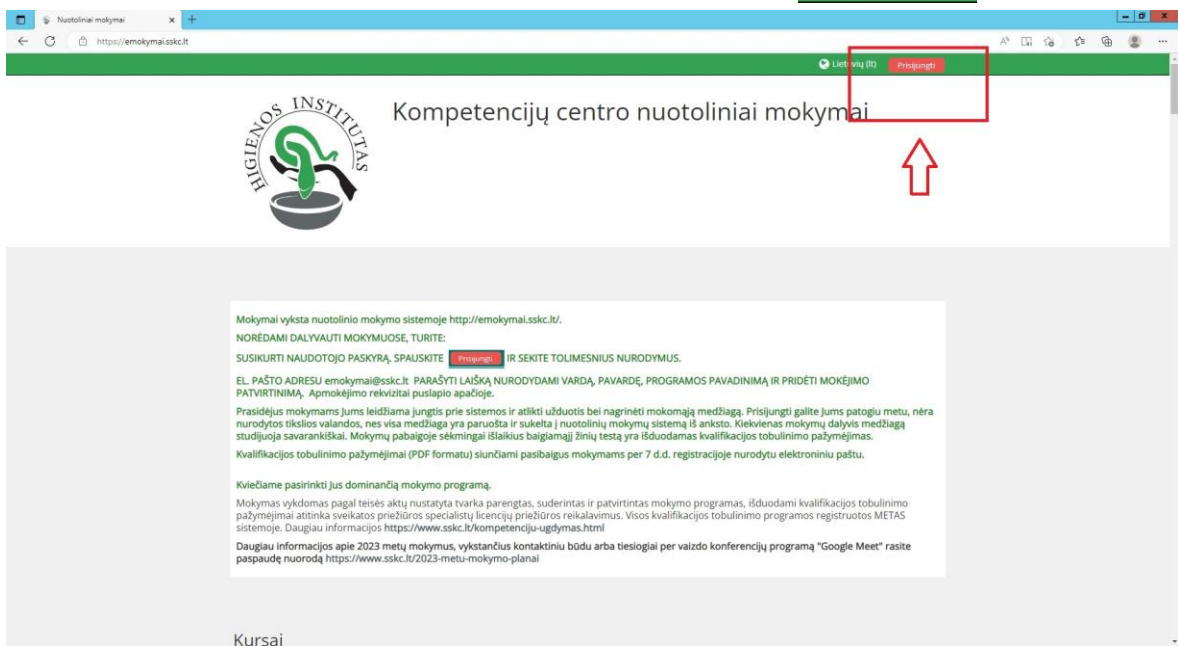 Nuotoliniai mokymai
https://emokymai.sskc.lt
Lietuvių (lt)
Prisijungti
HIGIENOS INSTITUTAS
Kompetencijų centro nuotoliniai mokymai
Mokymai vyksta nuotolinio mokymo sistemoje http://emokymai.sskc.lt/.
NORĖDAMI DALYVAUTI MOKYMUOSE, TURITE:
SUSIKURTI NAUDOTOJO PASKYRĄ. SPAUSKITE Prisijungti IR SEKITE TOLIMESNIUS NURODYMUS.
EL. PAŠTO ADRESU emokymai@sskc.lt PARAŠYTI LAIŠKĄ NURODYDAMI VARDĄ, PAVARDĘ, PROGRAMOS PAVADINIMĄ IR PRIDĖTI MOKĖJIMO
PATVIRTINIMĄ. Apmokėjimo rekvizitai puslapio apačioje.
Prasidėjus mokymams Jums leidžiama jungtis prie sistemos ir atlikti užduotis bei nagrinėti mokomąją medžiagą. Prisijungti galite Jums patogiu metu, nėra
nurodytos tikslios valandos, nes visa medžiaga yra paruošta ir sukelta į nuotolinių mokymų sistemą iš anksto. Kiekvienas mokymų dalyvis medžiagą
studijuoja savarankiškai. Mokymų pabaigoje sėkmingai išlaikius baigiamąjį žinių testą yra išduodamas kvalifikacijos tobulinimo pažymėjimas.
Kvalifikacijos tobulinimo pažymėjimai (PDF formatu) siunčiami pasibaigus mokymams per 7 d.d. registracijoje nurodytu elektroniniu paštu.
Kviečiame pasirinkti Jus dominančią mokymo programą.
Mokymas vykdomas pagal teisės aktų nustatyta tvarka parengtas, suderintas ir patvirtintas mokymo programas, išduodami kvalifikacijos tobulinimo
pažymėjimai atitinka sveikatos priežiūros specialistų licencijų priežiūros reikalavimus. Visos kvalifikacijos tobulinimo programos registruotos METAS
sistemoje. Daugiau informacijos https://www.sskc.lt/kompetenciju-ugdymas.html
Daugiau informacijos apie 2023 metų mokymus, vykstančius kontaktiniu būdu arba tiesiogiai per vaizdo konferencijų programą "Google Meet" rasite
paspaudę nuorodą https://www.sskc.lt/2023-metu-mokymo-planai
Kursai